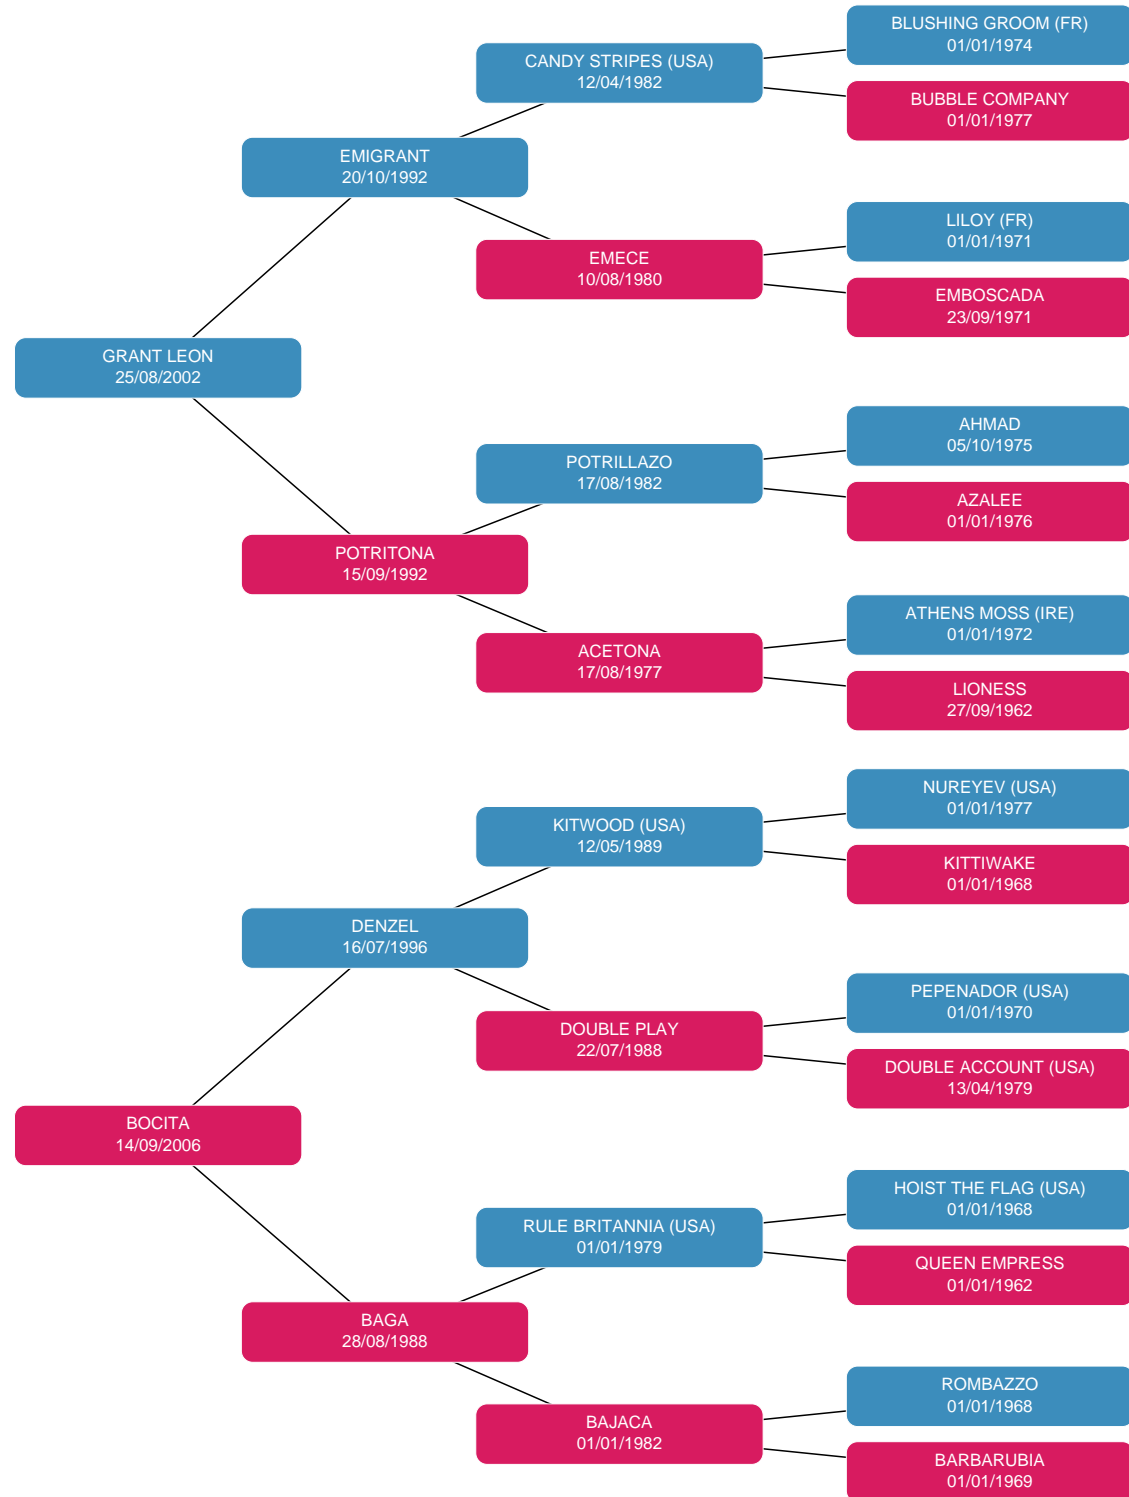 BLUSHING GROOM (FR)
01/01/1974
CANDY STRIPES (USA)
12/04/1982
BUBBLE COMPANY
01/01/1977
EMIGRANT
20/10/1992
LILOY (FR)
01/01/1971
EMECE
10/08/1980
EMBOSCADA
23/09/1971
GRANT LEON
25/08/2002
AHMAD
05/10/1975
POTRILLAZO
17/08/1982
AZALEE
01/01/1976
POTRITONA
15/09/1992
ATHENS MOSS (IRE)
01/01/1972
ACETONA
17/08/1977
LIONESS
27/09/1962
NUREYEV (USA)
01/01/1977
KITWOOD (USA)
12/05/1989
KITTIWAKE
01/01/1968
DENZEL
16/07/1996
PEPENADOR (USA)
01/01/1970
DOUBLE PLAY
22/07/1988
DOUBLE ACCOUNT (USA)
13/04/1979
BOCITA
14/09/2006
HOIST THE FLAG (USA)
01/01/1968
RULE BRITANNIA (USA)
01/01/1979
QUEEN EMPRESS
01/01/1962
BAGA
28/08/1988
ROMBAZZO
01/01/1968
BAJACA
01/01/1982
BARBARUBIA
01/01/1969